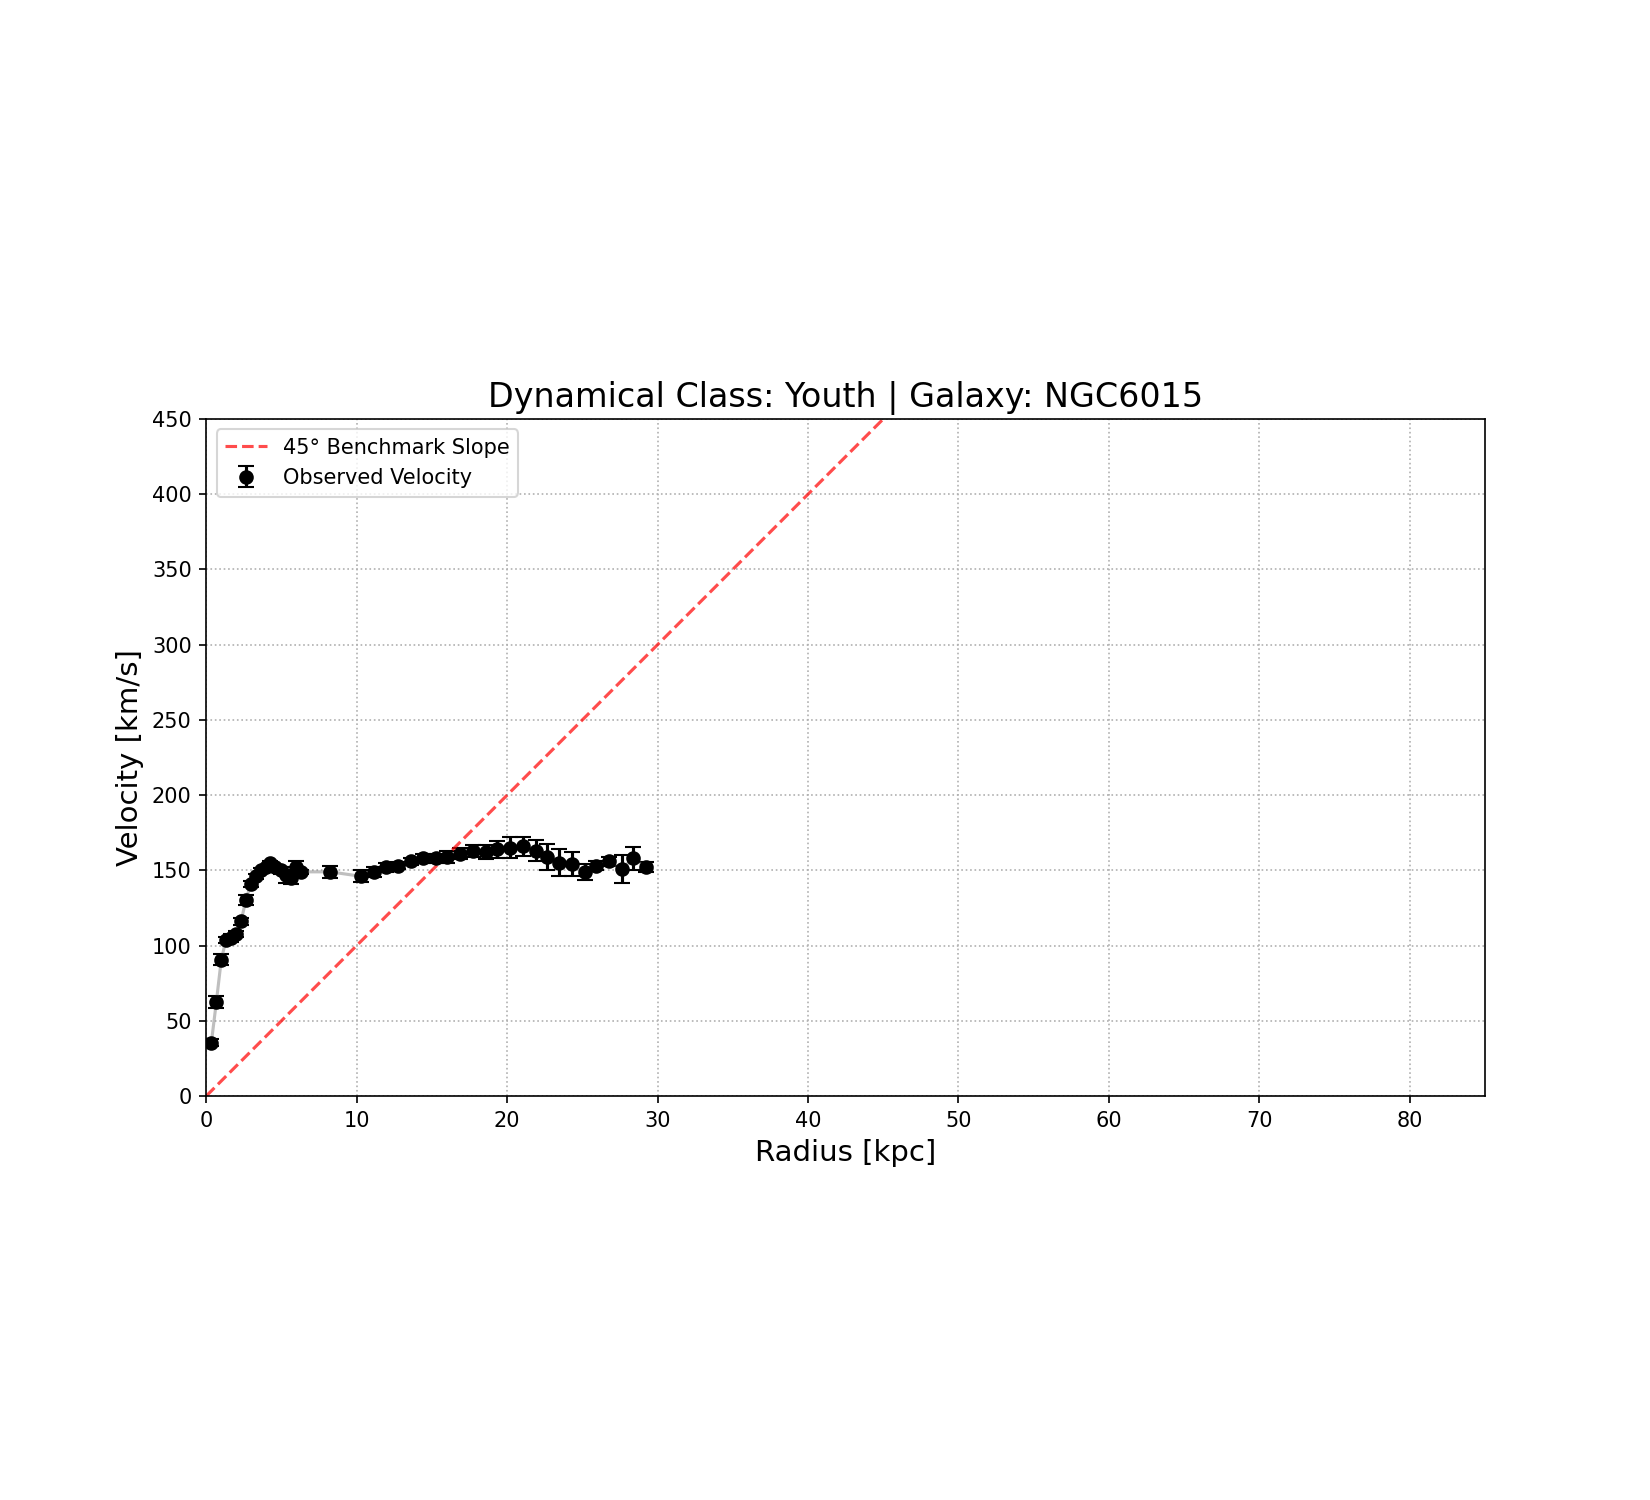 Dynamical Class: Youth | Galaxy: NGC6015
45° Benchmark Slope
Observed Velocity
450
400
350
300
250
200
150
100
50
0
Velocity [km/s]
0 10 20 30 40 50 60 70 80
Radius [kpc]